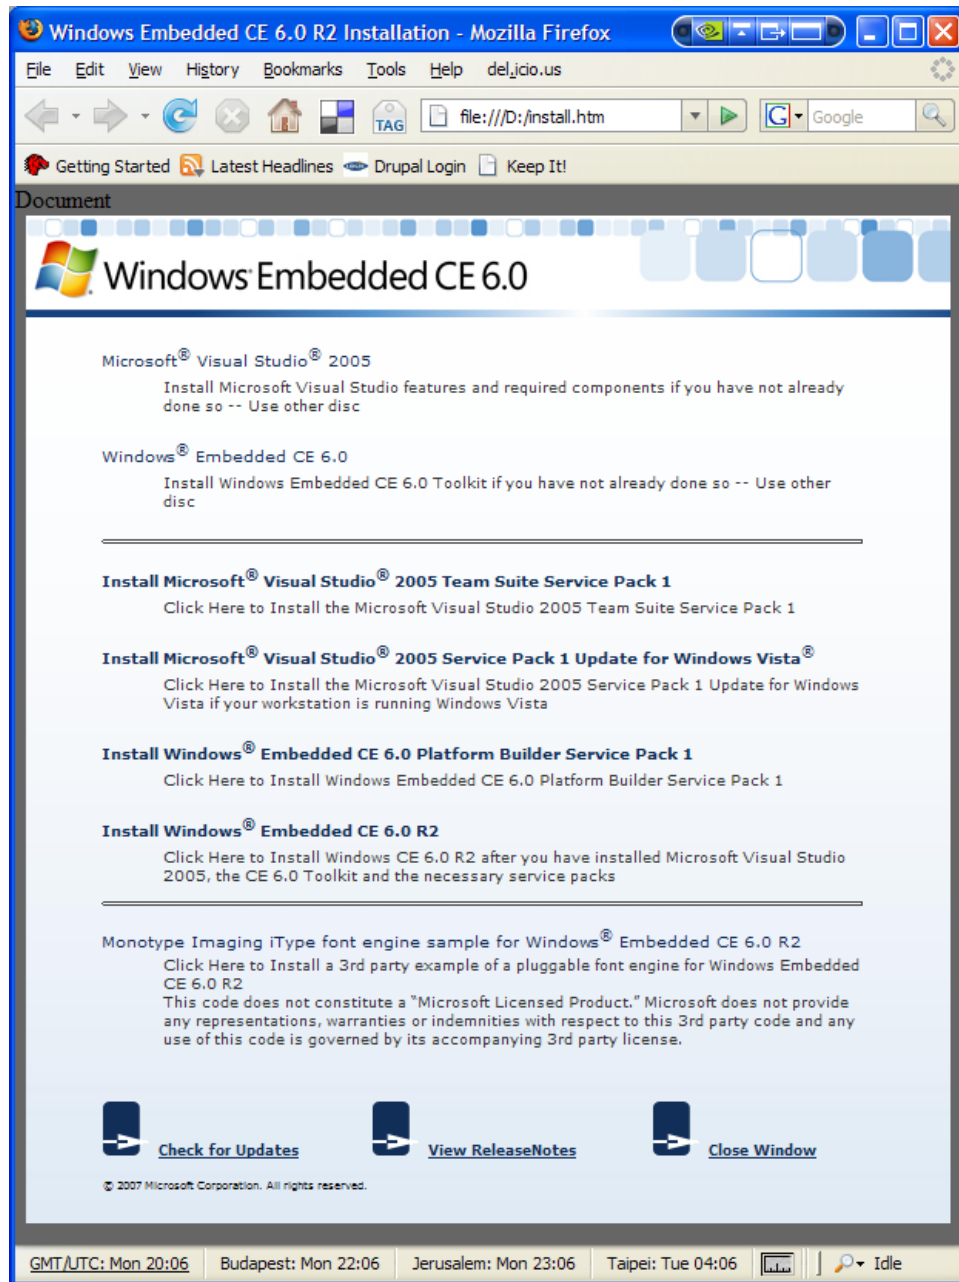 Windows Embedded CE 6.0 R2 Installation - Mozilla Firefox
File Edit View History Bookmarks Tools Help del.icio.us
TAG file:///D:/install.htm G Google
Getting Started Latest Headlines Drupal Login Keep It!
Document
Windows Embedded CE 6.0
Microsoft® Visual Studio® 2005
Install Microsoft Visual Studio features and required components if you have not already
done so -- Use other disc
Windows® Embedded CE 6.0
Install Windows Embedded CE 6.0 Toolkit if you have not already done so -- Use other
disc
Install Microsoft® Visual Studio® 2005 Team Suite Service Pack 1
Click Here to Install the Microsoft Visual Studio 2005 Team Suite Service Pack 1
Install Microsoft® Visual Studio® 2005 Service Pack 1 Update for Windows Vista®
Click Here to Install the Microsoft Visual Studio 2005 Service Pack 1 Update for Windows
Vista if your workstation is running Windows Vista
Install Windows® Embedded CE 6.0 Platform Builder Service Pack 1
Click Here to Install Windows Embedded CE 6.0 Platform Builder Service Pack 1
Install Windows® Embedded CE 6.0 R2
Click Here to Install Windows CE 6.0 R2 after you have installed Microsoft Visual Studio
2005, the CE 6.0 Toolkit and the necessary service packs
Monotype Imaging iType font engine sample for Windows® Embedded CE 6.0 R2
Click Here to Install a 3rd party example of a pluggable font engine for Windows Embedded
CE 6.0 R2
This code does not constitute a “Microsoft Licensed Product.” Microsoft does not provide
any representations, warranties or indemnities with respect to this 3rd party code and any
use of this code is governed by its accompanying 3rd party license.
Check for Updates View ReleaseNotes Close Window
© 2007 Microsoft Corporation. All rights reserved.
GMT/UTC: Mon 20:06 Budapest: Mon 22:06 Jerusalem: Mon 23:06 Taipei: Tue 04:06 Idle